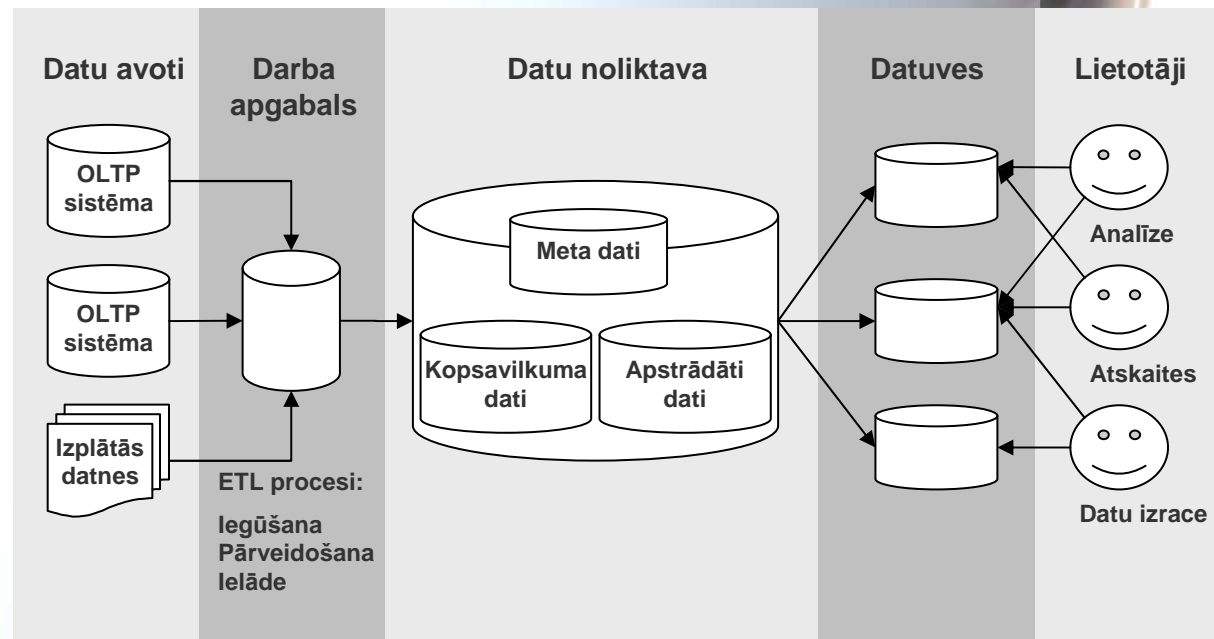 Datu avoti
Darba
apgabals
Datu noliktava
Datuves
Lietotāji
OLTP
sistēma
OLTP
sistēma
Izplātās
datnes
ETL procesi:
Iegūšana
Pārveidošana
Ielāde
Meta dati
Kopsavilkuma
dati
Apstrādāti
dati
Analīze
Atskaites
Datu izrace